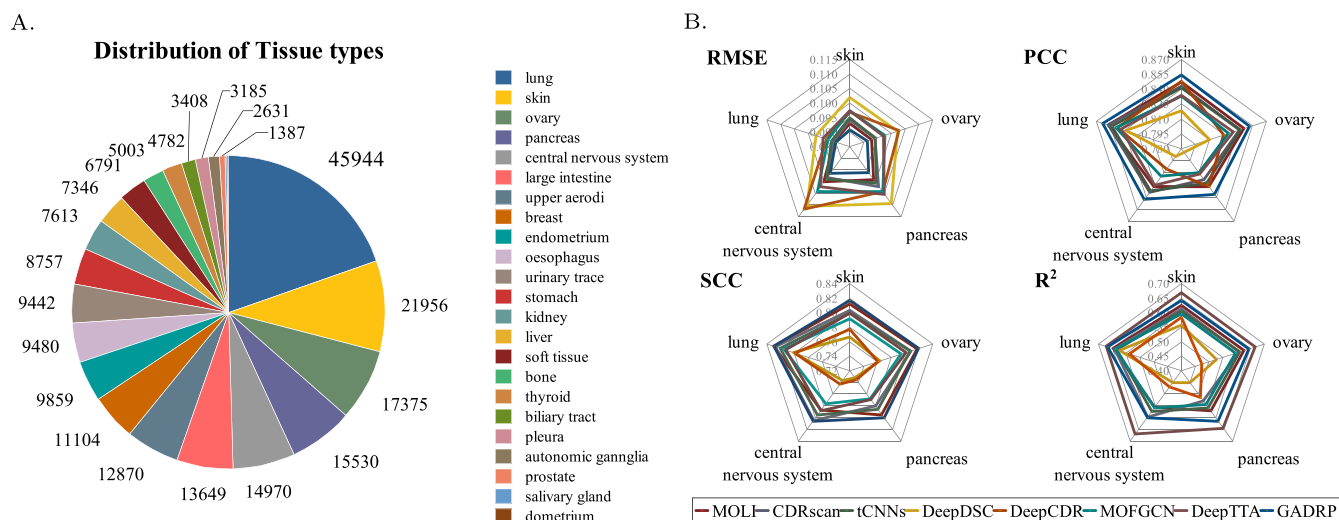 A.
Distribution of Tissue types
45944
21956
17375
15530
14970
13649
12870
11104
9859
9480
9442
8757
7613
7346
6791
5003
4782
3408
3185
2631
1387
lung
skin
ovary
pancreas
central nervous system
large intestine
upper aerodi
breast
endometrium
oesophagus
urinary trace
stomach
kidney
liver
soft tissue
bone
thyroid
biliary tract
pleura
autonomic gannglia
prostate
salivary gland
dometrium
B.
RMSE
skin
ovary
pancreas
central
nervous system
lung
0.115
0.110
0.105
0.100
PCC
skin
ovary
pancreas
central
nervous system
lung
0.870
0.855
0.810
0.795
SCC
skin
ovary
pancreas
central
nervous system
lung
0.84
0.74
R²
skin
ovary
pancreas
central
nervous system
lung
0.70
0.65
0.45
MOLI CDRscan tCNNs DeepDSC DeepCDR MOFGCN DeepTTA GADRP